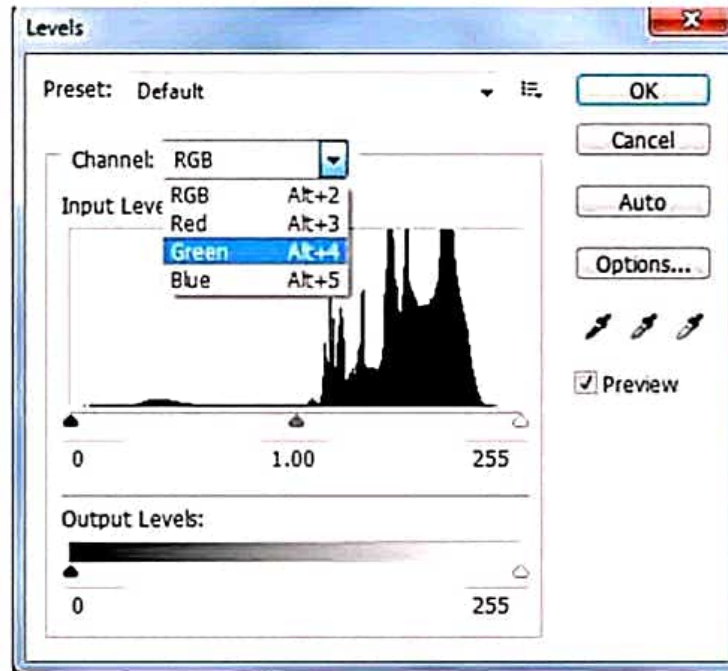 Levels
Preset: Default
OK
Cancel
Auto
Options...
Preview
Channel: RGB
RGB Alt+2
Red Alt+3
Green Alt+4
Blue Alt+5
Input Leve
0 1.00 255
Output Levels:
0 255